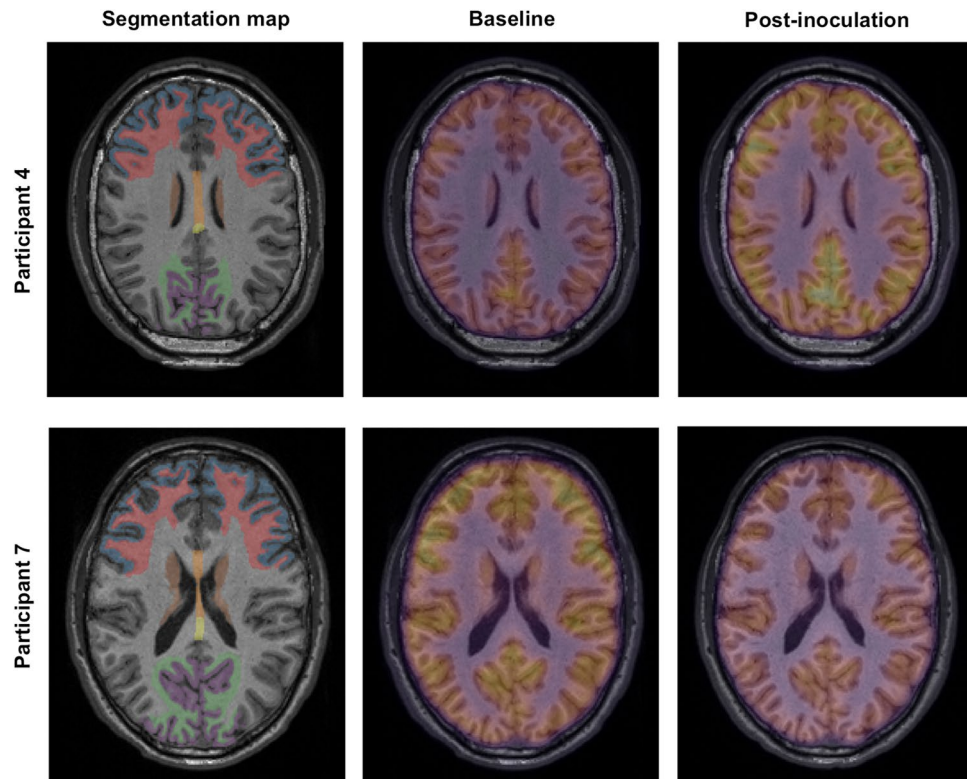 Segmentation map
Baseline
Post-inoculation
Participant 4
Participant 7